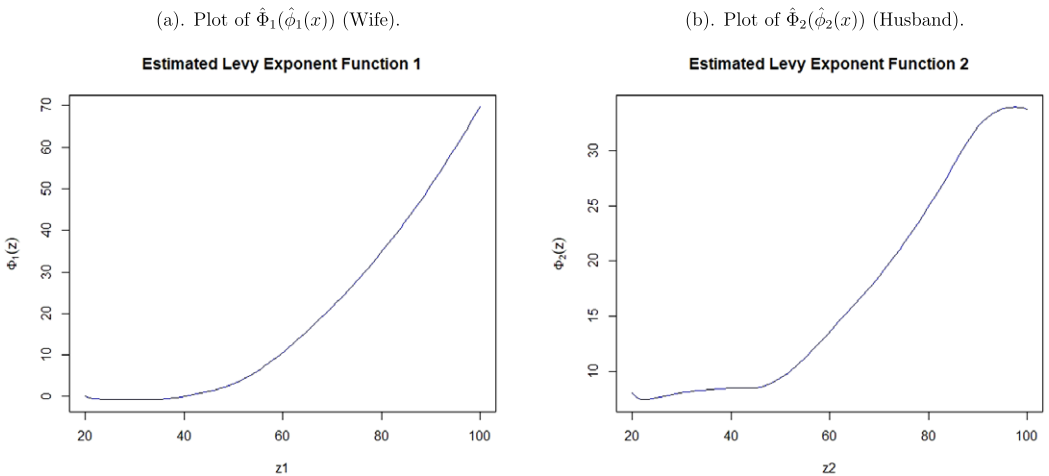 (a). Plot of Φ̂₁(ϕ̂₁(x)) (Wife).
Estimated Levy Exponent Function 1
Φ₁(z)
70
60
50
40
30
20
10
0
20 40 60 80 100
z1
(b). Plot of Φ̂₂(ϕ̂₂(x)) (Husband).
Estimated Levy Exponent Function 2
Φ₂(z)
30
25
20
15
10
20 40 60 80 100
z2